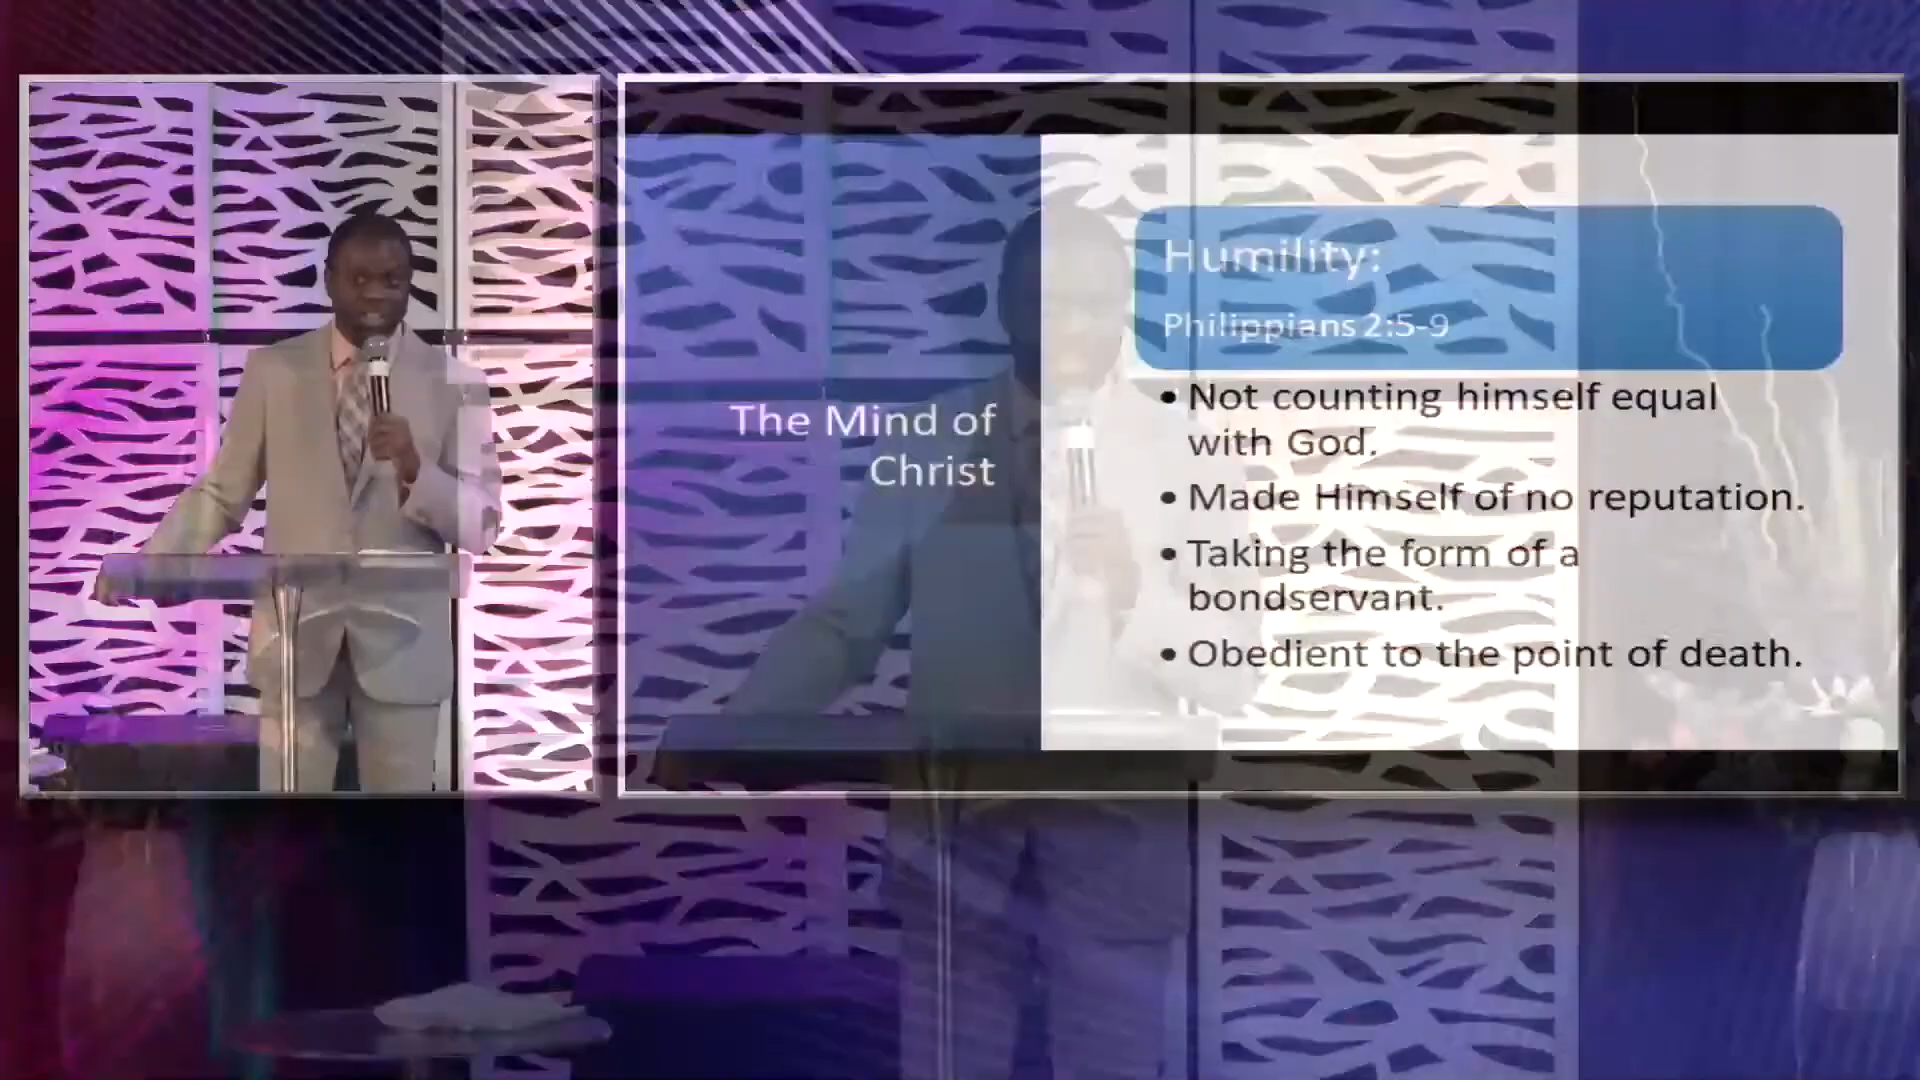 The Mind of
Christ
Humility:
Philippians 2:5-9
• Not counting himself equal
with God.
• Made Himself of no reputation.
• Taking the form of a
bondservant.
• Obedient to the point of death.